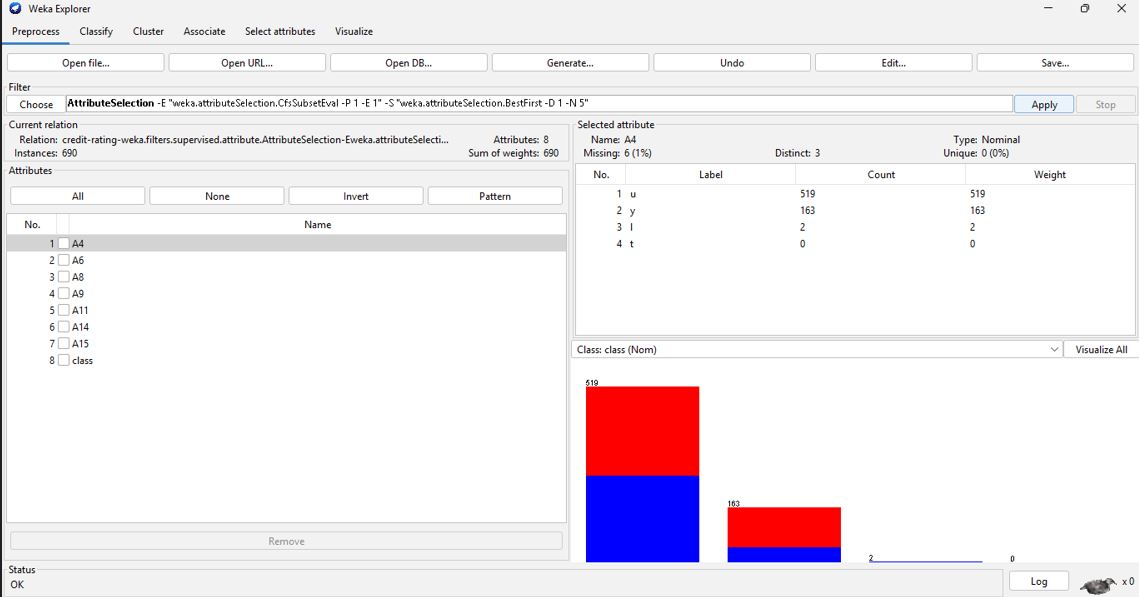 Weka Explorer
Preprocess Classify Cluster Associate Select attributes Visualize
Open file... Open URL... Open DB... Generate... Undo Edit... Save...
Filter
Choose AttributeSelection -E "weka.attributeSelection.CfsSubsetEval -P 1 -E 1" -S "weka.attributeSelection.BestFirst -D 1 -N 5" Apply Stop
Current relation
Relation: credit-rating-weka.filters.supervised.attribute.AttributeSelection-Eweka.attributeSelecti... Attributes: 8
Instances: 690 Sum of weights: 690
Attributes
All None Invert Pattern
No. Name
1 A4
2 A6
3 A8
4 A9
5 A11
6 A14
7 A15
8 class
Remove
Selected attribute
Name: A4 Type: Nominal
Missing: 6 (1%) Distinct: 3 Unique: 0 (0%)
No. Label Count Weight
1 u 519 519
2 y 163 163
3 l 2 2
4 t 0 0
Class: class (Nom) Visualize All
519
163
2
0
Status
OK
Log x 0